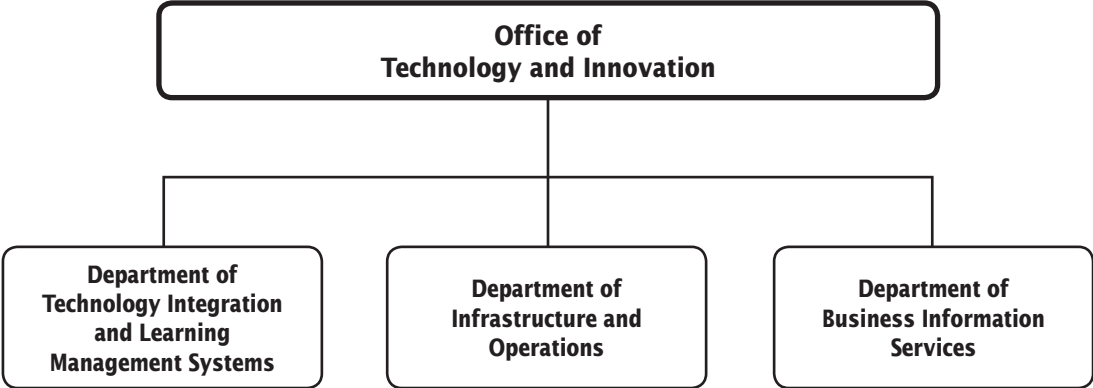 Office of
Technology and Innovation
Department of
Technology Integration
and Learning
Management Systems
Department of
Infrastructure and
Operations
Department of
Business Information
Services